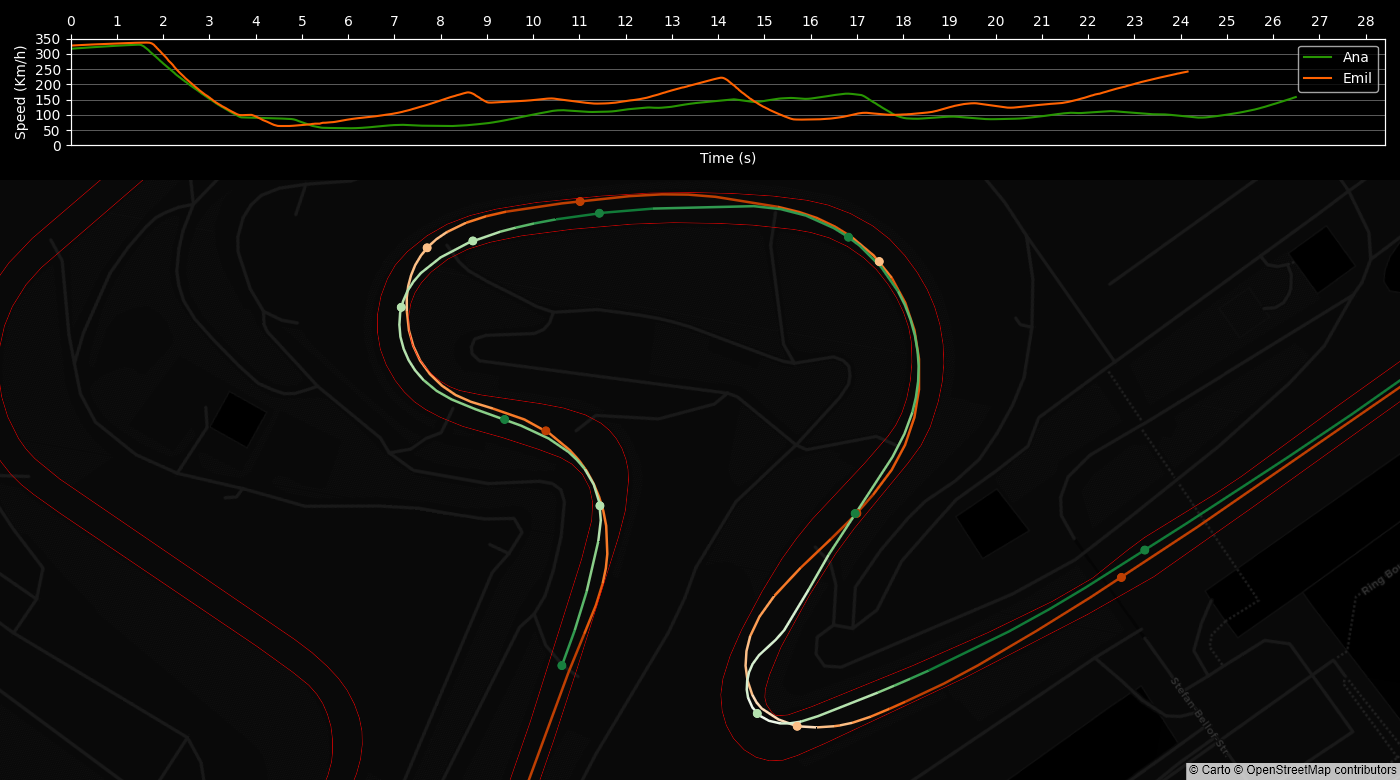 0 1 2 3 4 5 6 7 8 9 10 11 12 13 14 15 16 17 18 19 20 21 22 23 24 25 26 27 28
350
300
250
200
150
100
50
0
Speed (Km/h)
Ana
Emil
Time (s)
Ring Bo
Stefan-Bellof-Str
© Carto © OpenStreetMap contributors